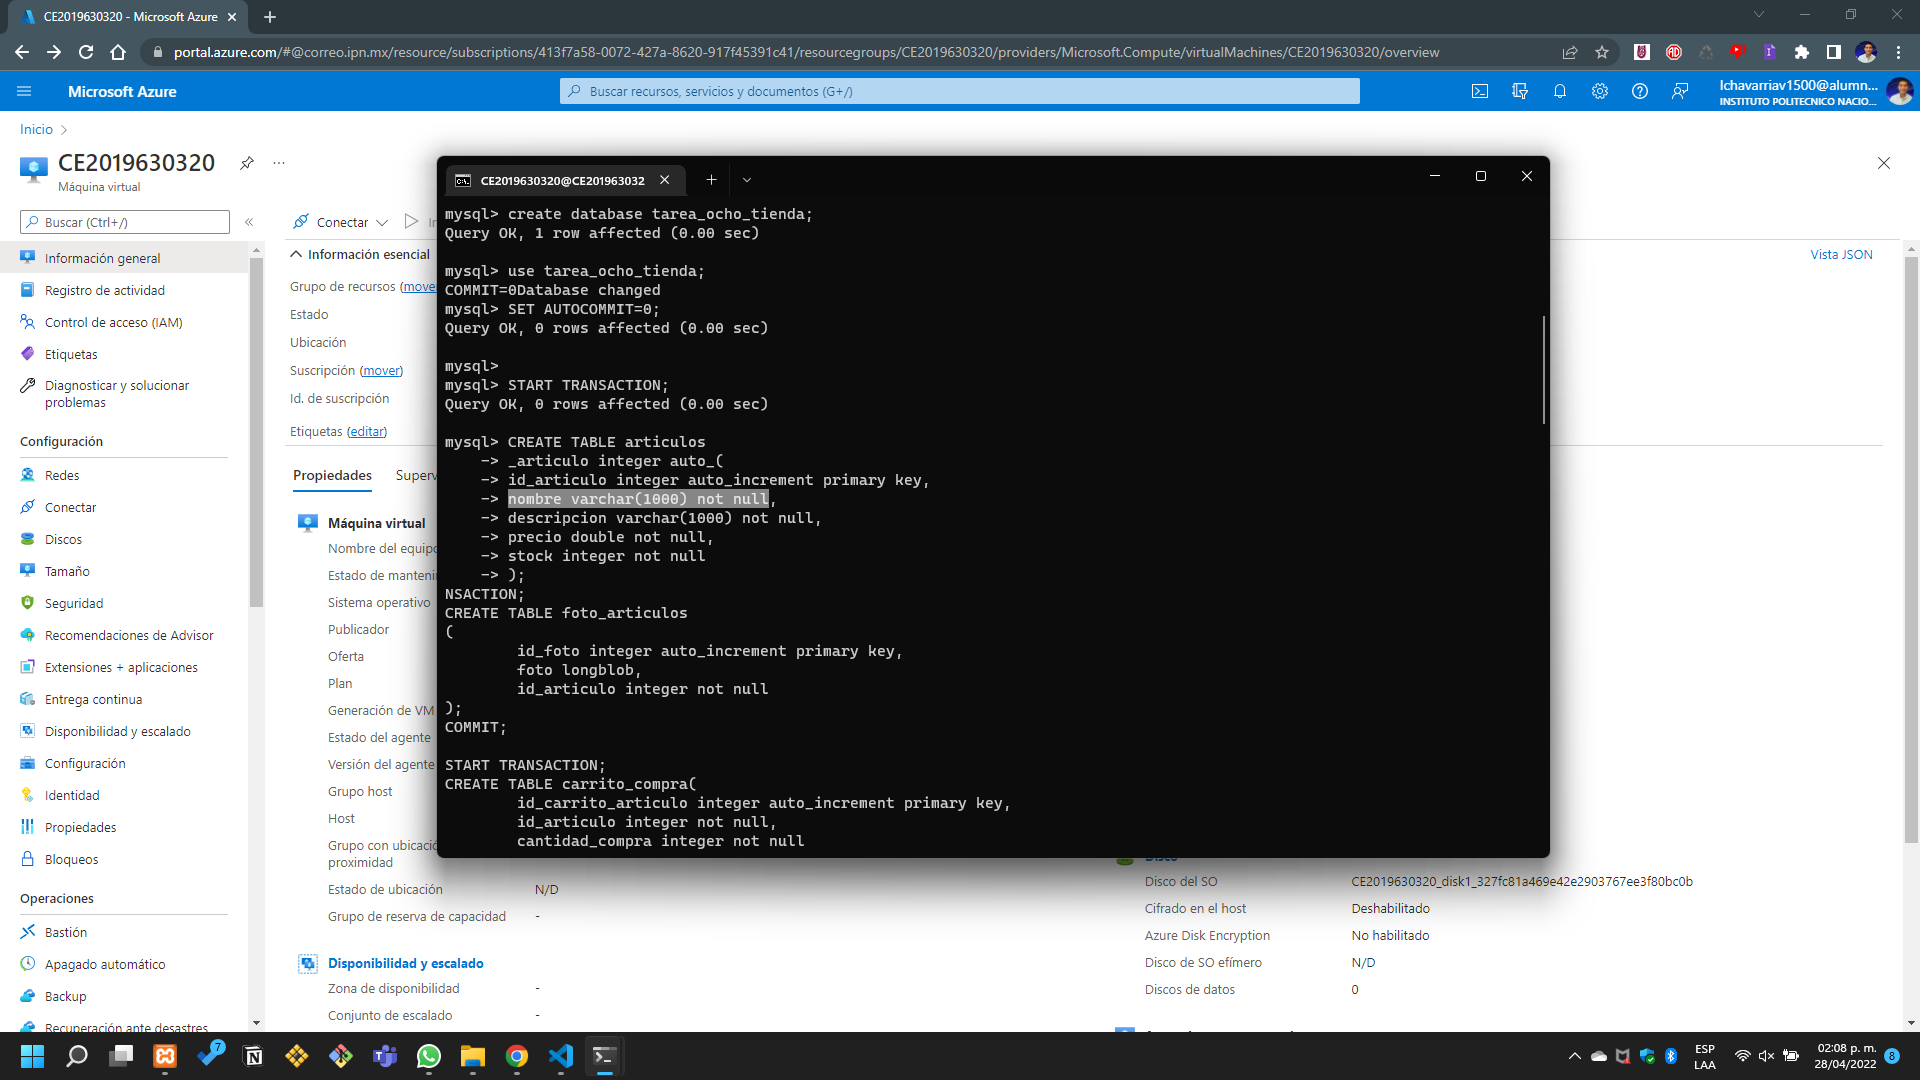 CE2019630320 - Microsoft Azure
portal.azure.com/#@correo.ipn.mx/resource/subscriptions/413f7a58-0072-427a-8620-917f45391c41/resourcegroups/CE2019630320/providers/Microsoft.Compute/virtualMachines/CE2019630320/overview
Microsoft Azure
Buscar recursos, servicios y documentos (G+/)
lchavarriav1500@alumn...
INSTITUTO POLITECNICO NACIO...
Inicio
CE2019630320
Máquina virtual
Buscar (Ctrl+/)
Conectar
Información general
Registro de actividad
Control de acceso (IAM)
Etiquetas
Diagnosticar y solucionar
problemas
Configuración
Redes
Conectar
Discos
Tamaño
Seguridad
Recomendaciones de Advisor
Extensiones + aplicaciones
Entrega continua
Disponibilidad y escalado
Configuración
Identidad
Propiedades
Bloqueos
Operaciones
Bastión
Apagado automático
Backup
Recuperación ante desastres
Información esencial
Vista JSON
Grupo de recursos (mover
Estado
Ubicación
Suscripción (mover)
Id. de suscripción
Etiquetas (editar)
Propiedades
Superv
Máquina virtual
Nombre del equipo
Estado de manteni
Sistema operativo
Publicador
Oferta
Plan
Generación de VM
Estado del agente
Versión del agente
Grupo host
Host
Grupo con ubicació
proximidad
Estado de ubicación N/D
Grupo de reserva de capacidad -
Disponibilidad y escalado
Zona de disponibilidad -
Conjunto de escalado -
CE2019630320@CE201963032
mysql> create database tarea_ocho_tienda;
Query OK, 1 row affected (0.00 sec)
mysql> use tarea_ocho_tienda;
COMMIT=0Database changed
mysql> SET AUTOCOMMIT=0;
Query OK, 0 rows affected (0.00 sec)
mysql>
mysql> START TRANSACTION;
Query OK, 0 rows affected (0.00 sec)
mysql> CREATE TABLE articulos
-> _articulo integer auto_(
-> id_articulo integer auto_increment primary key,
-> nombre varchar(1000) not null,
-> descripcion varchar(1000) not null,
-> precio double not null,
-> stock integer not null
-> );
NSACTION;
CREATE TABLE foto_articulos
(
id_foto integer auto_increment primary key,
foto longblob,
id_articulo integer not null
);
COMMIT;
START TRANSACTION;
CREATE TABLE carrito_compra(
id_carrito_articulo integer auto_increment primary key,
id_articulo integer not null,
cantidad_compra integer not null
Disco
Disco del SO CE2019630320_disk1_327fc81a469e42e2903767ee3f80bc0b
Cifrado en el host Deshabilitado
Azure Disk Encryption No habilitado
Disco de SO efímero N/D
Discos de datos 0
7
ESP
LAA
02:08 p. m.
28/04/2022
8